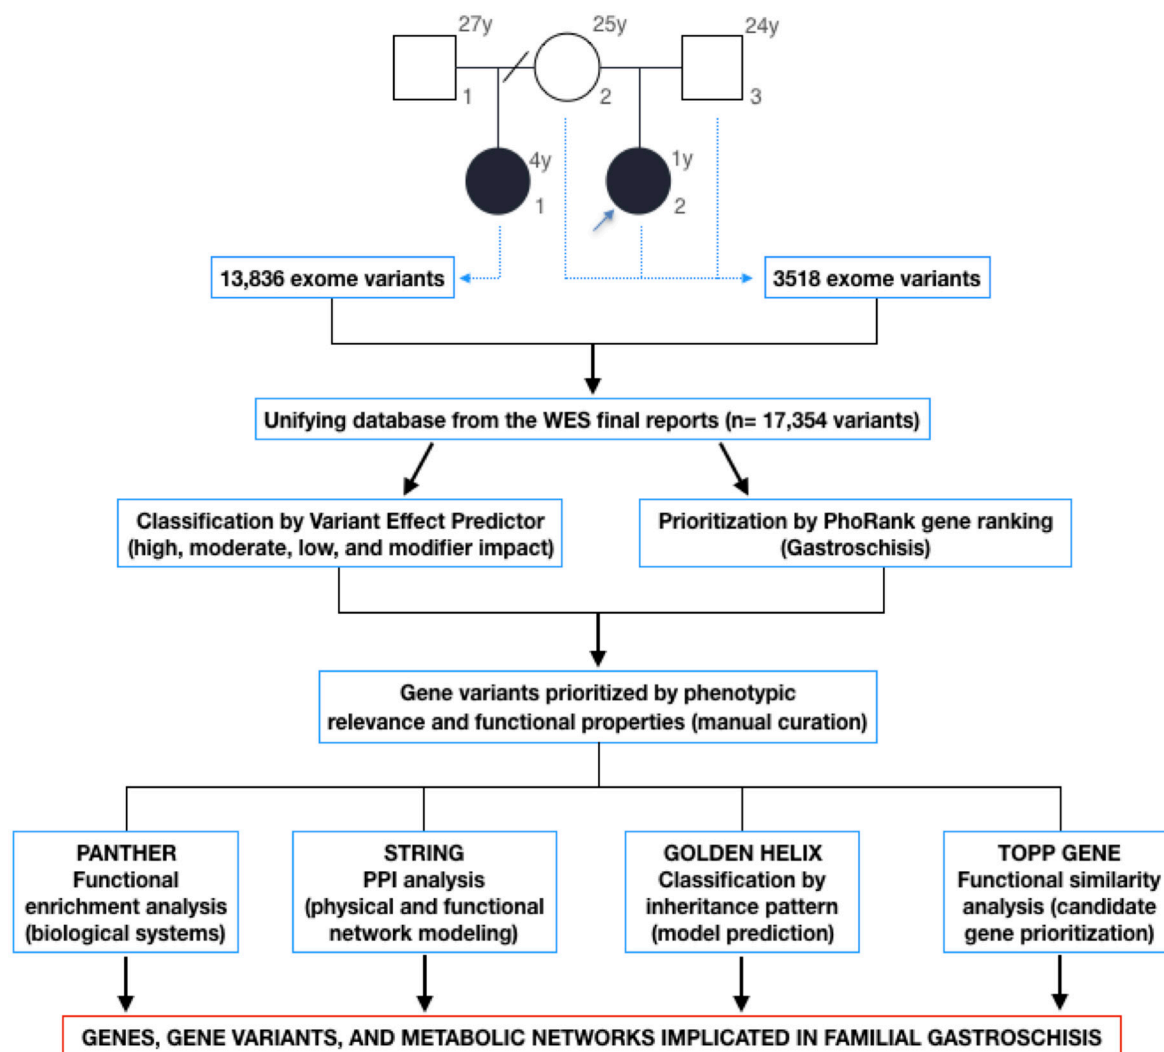 27y
25y
24y
1
2
3
4y
1y
1
2
13,836 exome variants
3518 exome variants
Unifying database from the WES final reports (n= 17,354 variants)
Classification by Variant Effect Predictor
(high, moderate, low, and modifier impact)
Prioritization by PhoRank gene ranking
(Gastroschisis)
Gene variants prioritized by phenotypic
relevance and functional properties (manual curation)
PANTHER
Functional
enrichment analysis
(biological systems)
STRING
PPI analysis
(physical and functional
network modeling)
GOLDEN HELIX
Classification by
inheritance pattern
(model prediction)
TOPP GENE
Functional similarity
analysis (candidate
gene prioritization)
GENES, GENE VARIANTS, AND METABOLIC NETWORKS IMPLICATED IN FAMILIAL GASTROSCHISIS